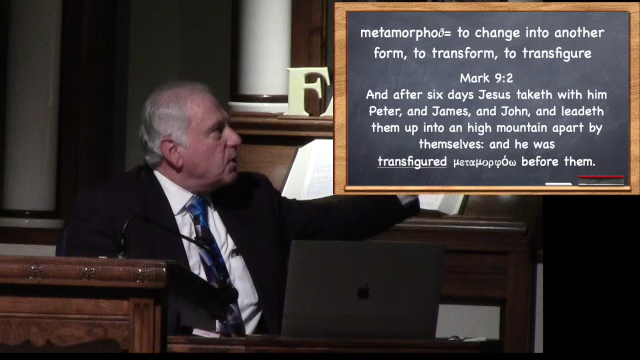 metamorphoō= to change into another
form, to transform, to transfigure
Mark 9:2
And after six days Jesus taketh with him
Peter, and James, and John, and leadeth
them up into an high mountain apart by
themselves: and he was
transfigured μεταμορφόω before them.
F